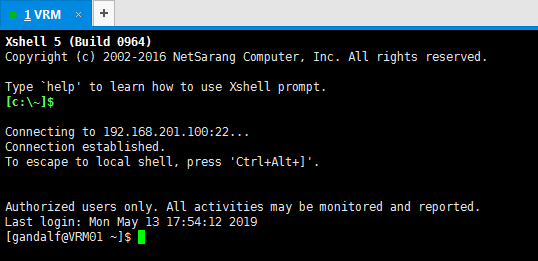 1 VRM × +
Xshell 5 (Build 0964)
Copyright (c) 2002-2016 NetSarang Computer, Inc. All rights reserved.
Type `help' to learn how to use Xshell prompt.
[c:\~]$
Connecting to 192.168.201.100:22...
Connection established.
To escape to local shell, press 'Ctrl+Alt+]'.
Authorized users only. All activities may be monitored and reported.
Last login: Mon May 13 17:54:12 2019
[gandalf@VRM01 ~]$